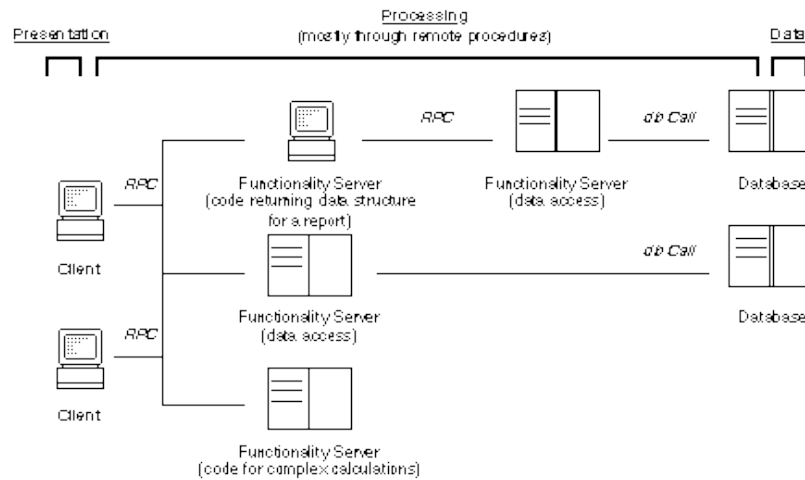 Processing
(mostly through remote procedures)
Presentation
Data
RPC
db Call
RPC
Functionality Server
(code returning data structure
for a report)
Functionality Server
(data access)
Database
Client
db Call
RPC
Functionality Server
(data access)
Database
Client
Functionality Server
(code for complex calculations)